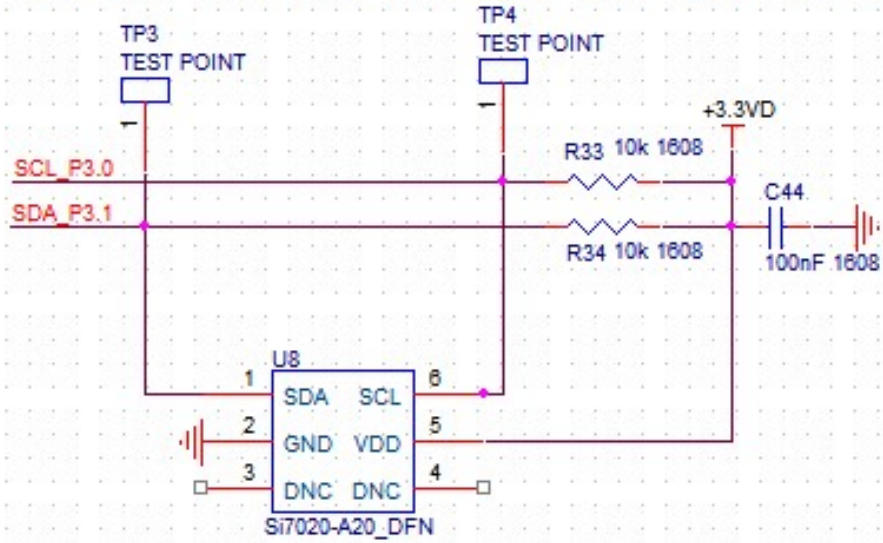 TP3
TEST POINT
1
TP4
TEST POINT
1
+3.3VD
SCL_P3.0
R33 10k 1608
SDA_P3.1
R34 10k 1608
C44
100nF 1608
U8
1 SDA SCL 6
2 GND VDD 5
3 DNC DNC 4
Si7020-A20_DFN